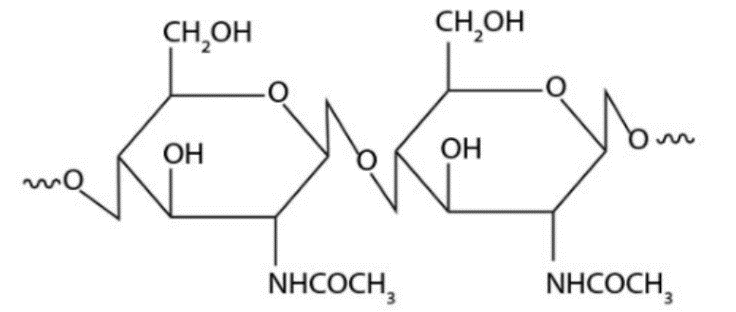 CH₂OH CH₂OH
O O
OH OH O O
O
NHCOCH₃ NHCOCH₃